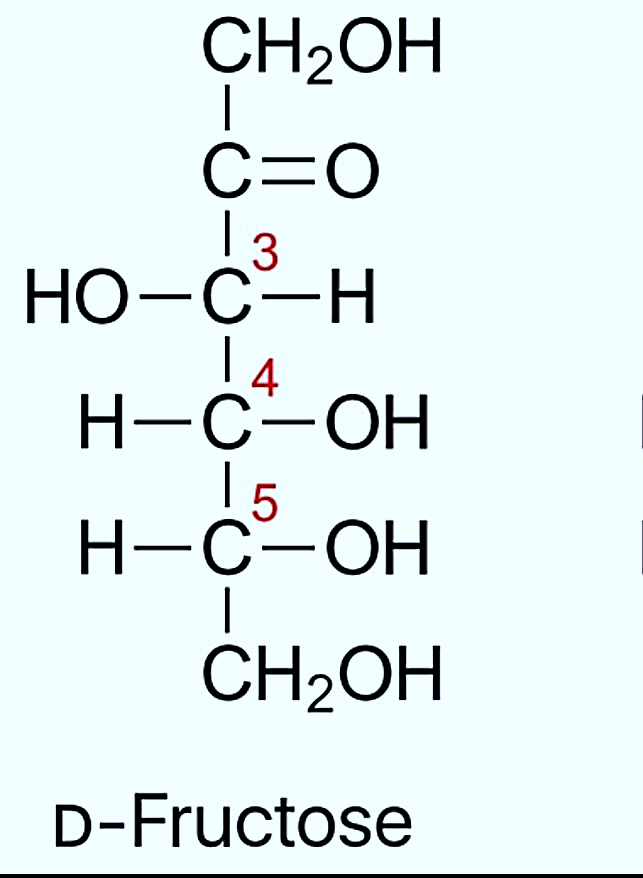 CH₂OH
C=O
3
HO–C–H
4
H–C–OH
5
H–C–OH
CH₂OH
D-Fructose